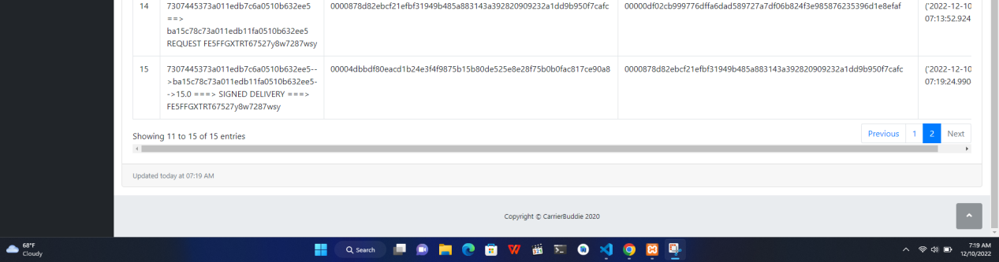 14 7307445373a011edb7c6a0510b632ee5 0000878d82ebcf21efbf31949b485a883143a392820909232a1dd9b950f7cafc 00000df02cb999776dffa6dad589727a7df06b824f3e985876235396d1e8efaf ('2022-12-10
==>
07:13:52.924
ba15c78c73a011edb11fa0510b632ee5
REQUEST FE5FFGXTRT67527y8w7287wsy
15 7307445373a011edb7c6a0510b632ee5-- 00004dbbdf80eacd1b24e3f4f9875b15b80de525e8e28f75b0b0fac817ce90a8 0000878d82ebcf21efbf31949b485a883143a392820909232a1dd9b950f7cafc ('2022-12-10
>ba15c78c73a011edb11fa0510b632ee5- 07:19:24.990
->15.0 ===> SIGNED DELIVERY ===>
FE5FFGXTRT67527y8w7287wsy
Showing 11 to 15 of 15 entries
Previous 1 2 Next
Updated today at 07:19 AM
Copyright © CarrierBuddie 2020
68°F
Cloudy
Search
7:19 AM
12/10/2022